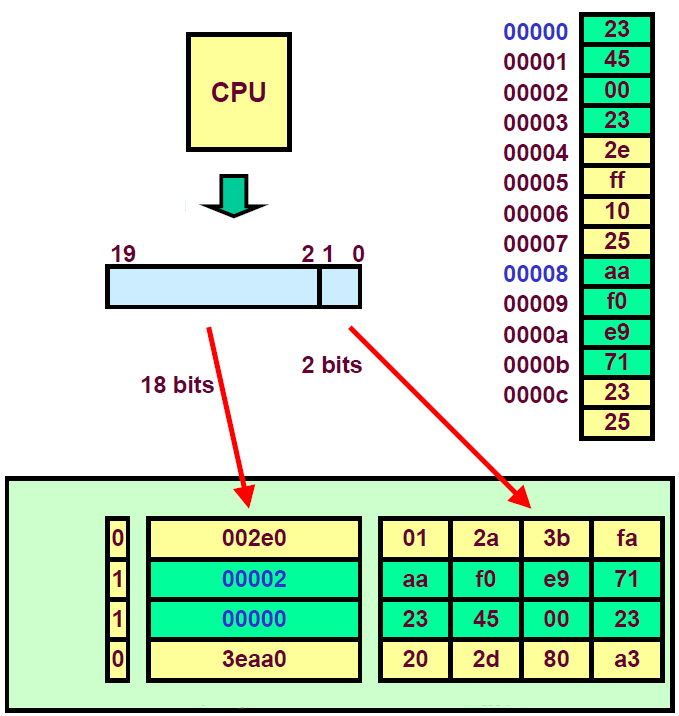 CPU
19 2 1 0
18 bits
2 bits
00000 23
00001 45
00002 00
00003 23
00004 2e
00005 ff
00006 10
00007 25
00008 aa
00009 f0
0000a e9
0000b 71
0000c 23
25
0 002e0 01 2a 3b fa
1 00002 aa f0 e9 71
1 00000 23 45 00 23
0 3eaa0 20 2d 80 a3